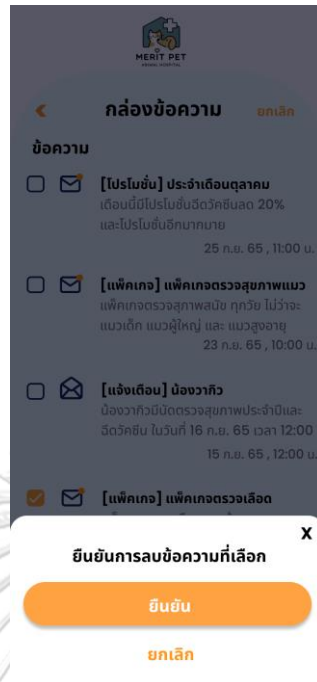 MERIT PET
ANIMAL HOSPITAL
กล่องข้อความ ยกเลิก
ข้อความ
[โปรโมชั่น] ประจำเดือนตุลาคม
เดือนนี้มีโปรโมชั่นฉีดวัคซีนลด 20%
และโปรโมชั่นอีกมากมาย
25 ก.ย. 65 , 11:00 น.
[แพ็คเกจ] แพ็คเกจตรวจสุขภาพแมว
แพ็คเกจตรวจสุภาพสมัย ทุกวัย ไม่ว่าจะ
แมวเด็ก แมวผู้ใหญ่ และ แมวสูงอายุ
23 ก.ย. 65 , 10:00 น.
[แจ้งเตือน] น้องวากิว
น้องวากิวมีนัดตรวจสุขภาพประจำปีและ
ฉีดวัคซีน ในวันที่ 16 ก.ย. 65 เวลา 12:00
15 ก.ย. 65 , 12:00 น.
[แพ็คเกจ] แพ็คเกจตรวจเลือด
X
ยืนยันการลบข้อความที่เลือก
ยืนยัน
ยกเลิก